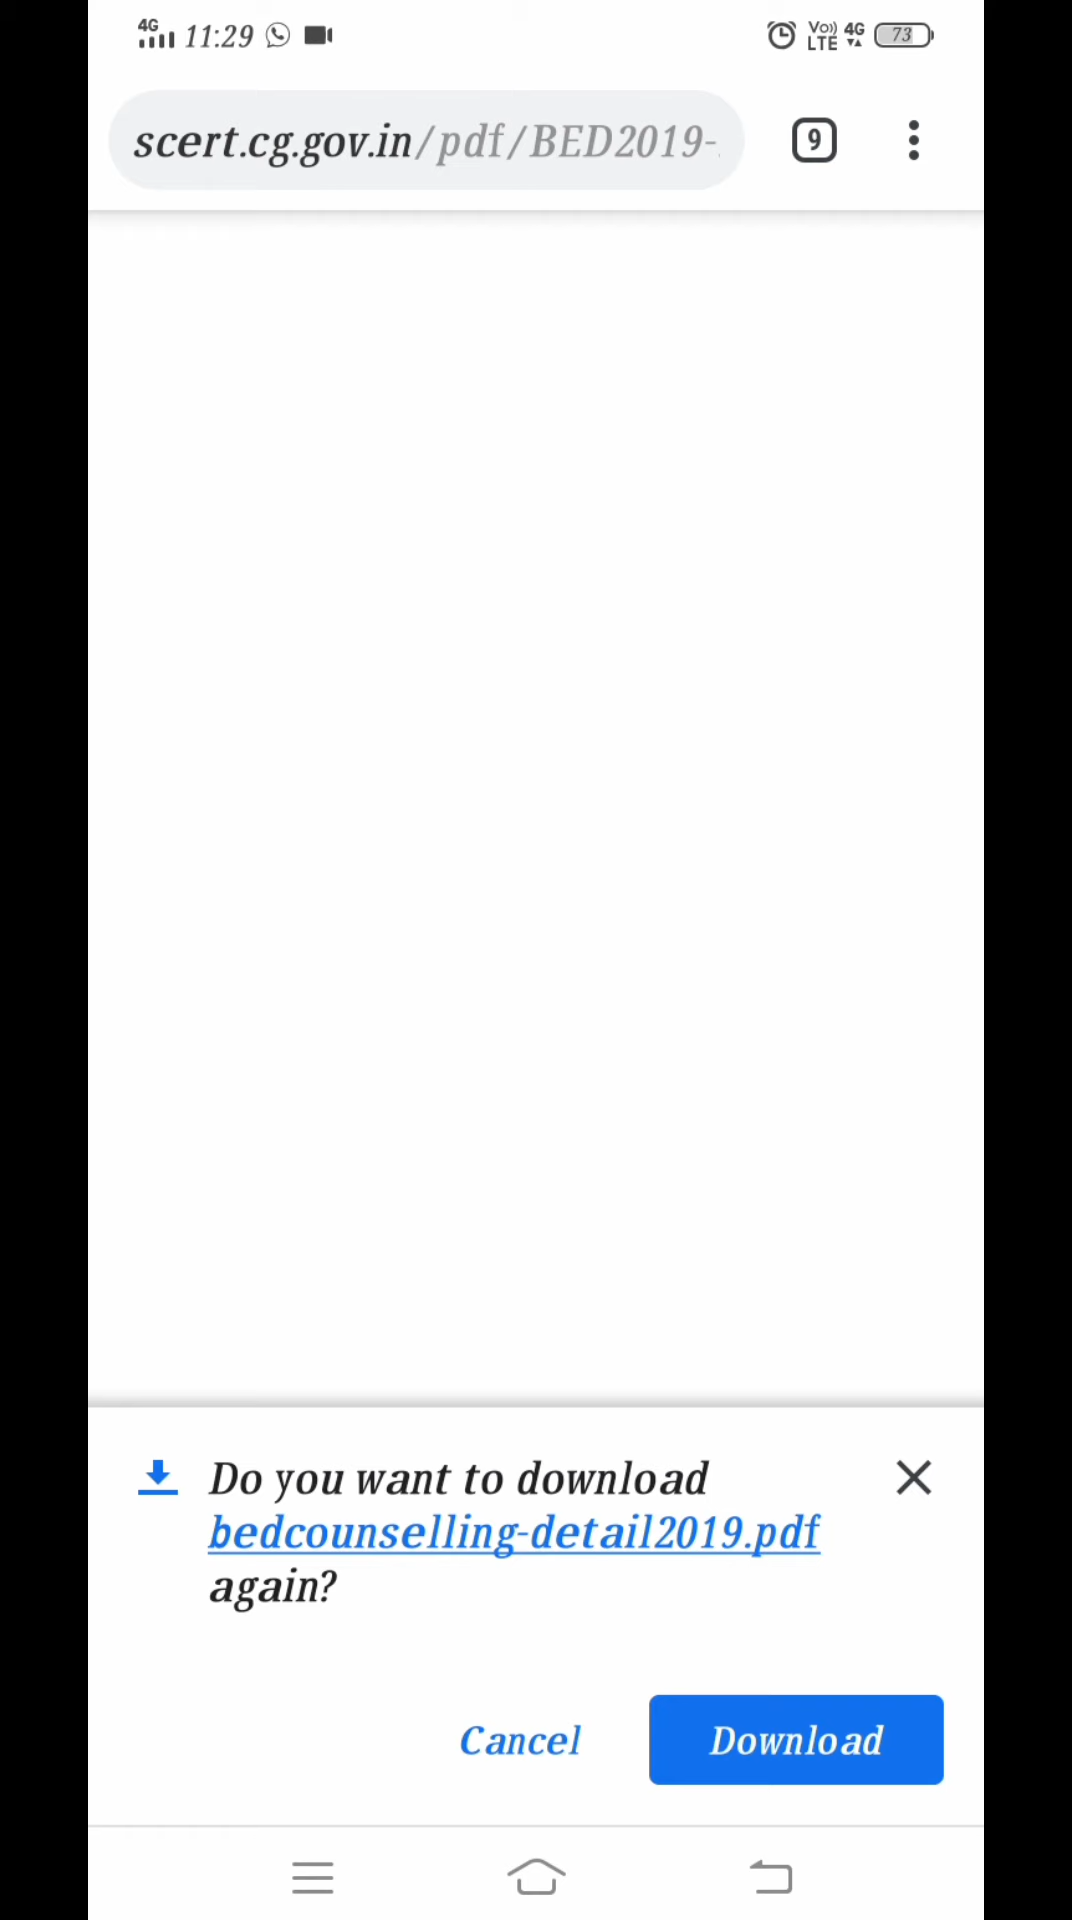 4G 11:29 Vo)) LTE 4G 73
scert.cg.gov.in/pdf/BED2019-
9
Do you want to download
bedcounselling-detail2019.pdf
again?
Cancel Download